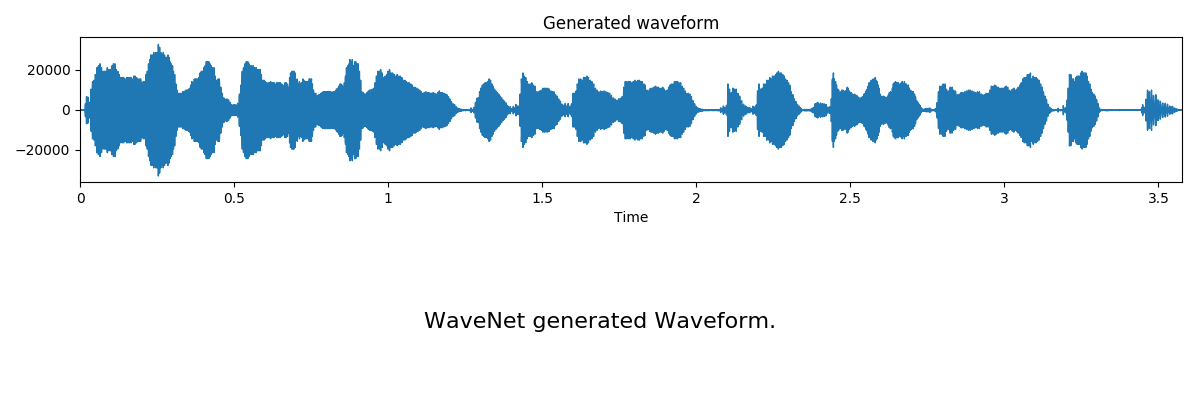 Generated waveform
20000
0
−20000
0 0.5 1 1.5 2 2.5 3 3.5
Time
WaveNet generated Waveform.